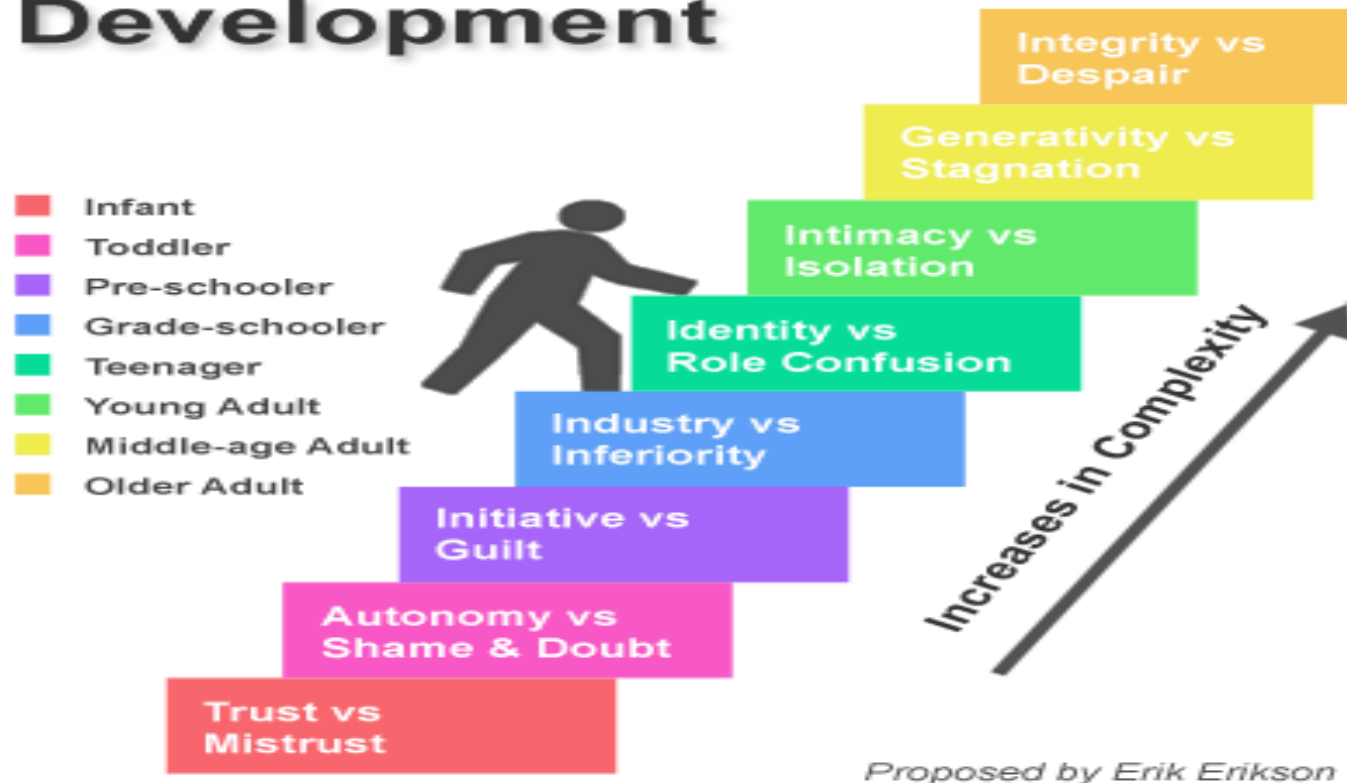 Development
Integrity vs
Despair
Generativity vs
Stagnation
Intimacy vs
Isolation
Identity vs
Role Confusion
Industry vs
Inferiority
Initiative vs
Guilt
Autonomy vs
Shame & Doubt
Trust vs
Mistrust
Infant
Toddler
Pre-schooler
Grade-schooler
Teenager
Young Adult
Middle-age Adult
Older Adult
Increases in Complexity
Proposed by Erik Erikson